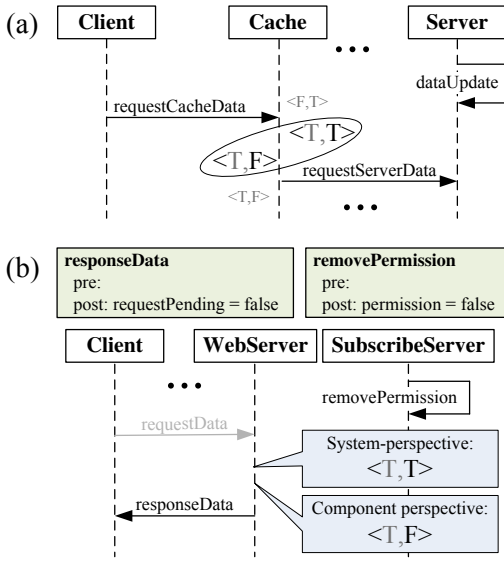 (a)
Client Cache Server
• • •
dataUpdate
requestCacheData
<F,T>
<T,T>
<T,F>
requestServerData
<T,F>
• • •
(b)
responseData
pre:
post: requestPending = false
removePermission
pre:
post: permission = false
Client WebServer SubscribeServer
• • •
removePermission
requestData
System-perspective:
<T,T>
responseData
Component perspective:
<T,F>